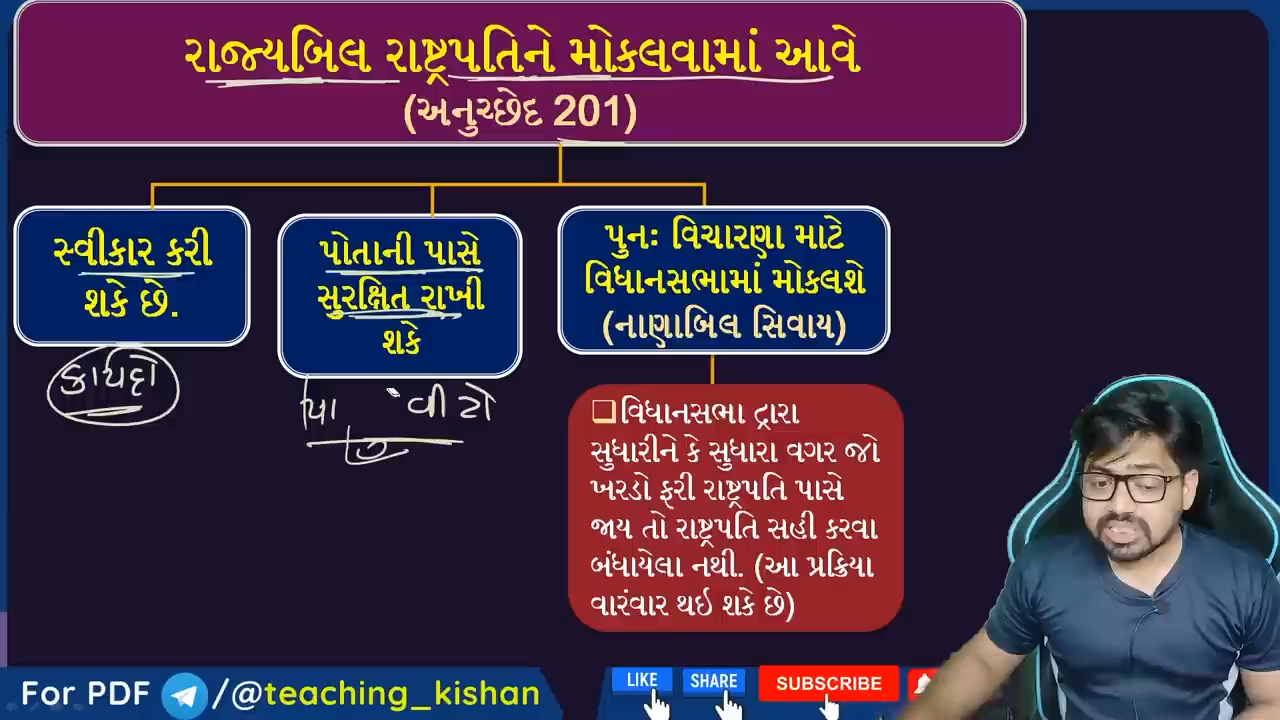 રાજ્યબિલ રાષ્ટ્રપતિને મોકલવામાં આવે
(અનુચ્છેદ 201)
સ્વીકાર કરી
શકે છે.
કાયદો
પોતાની પાસે
સુરક્ષિત રાખી
શકે
વીટો
પુનઃ વિચારણા માટે
વિધાનસભામાં મોકલશે
(નાણાબિલ સિવાય)
❑વિધાનસભા દ્વારા
સુધારીને કે સુધારા વગર જો
ખરડો ફરી રાષ્ટ્રપતિ પાસે
જાય તો રાષ્ટ્રપતિ સહી કરવા
બંધાયેલા નથી. (આ પ્રક્રિયા
વારંવાર થઇ શકે છે)
For PDF /@teaching_kishan
LIKE SHARE SUBSCRIBE